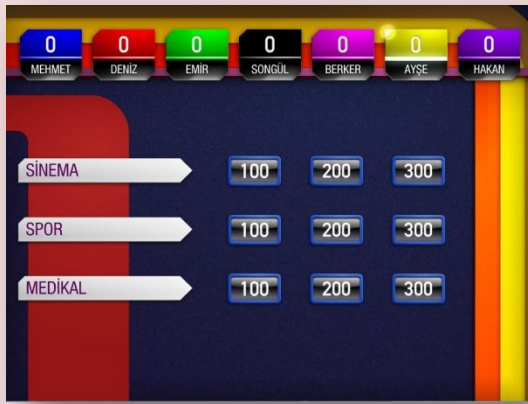 0 0 0 0 0 0 0
MEHMET DENİZ EMİR SONGÜL BERKER AYŞE HAKAN
SİNEMA 100 200 300
SPOR 100 200 300
MEDİKAL 100 200 300